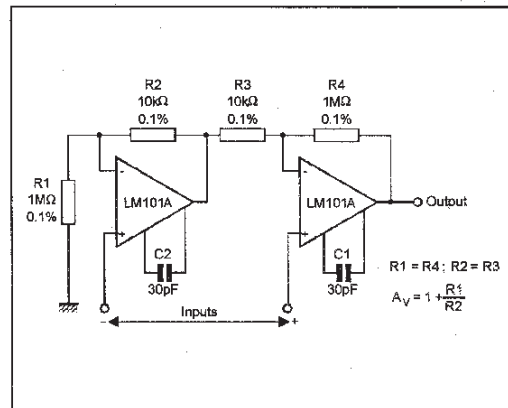 R2
10kΩ
0.1%
R3
10kΩ
0.1%
R4
1MΩ
0.1%
R1
1MΩ
0.1%
-
LM101A
+
-
LM101A
+
Output
C2
30pF
C1
30pF
R1 = R4 ; R2 = R3
AV = 1 + R1
R2
- Inputs +